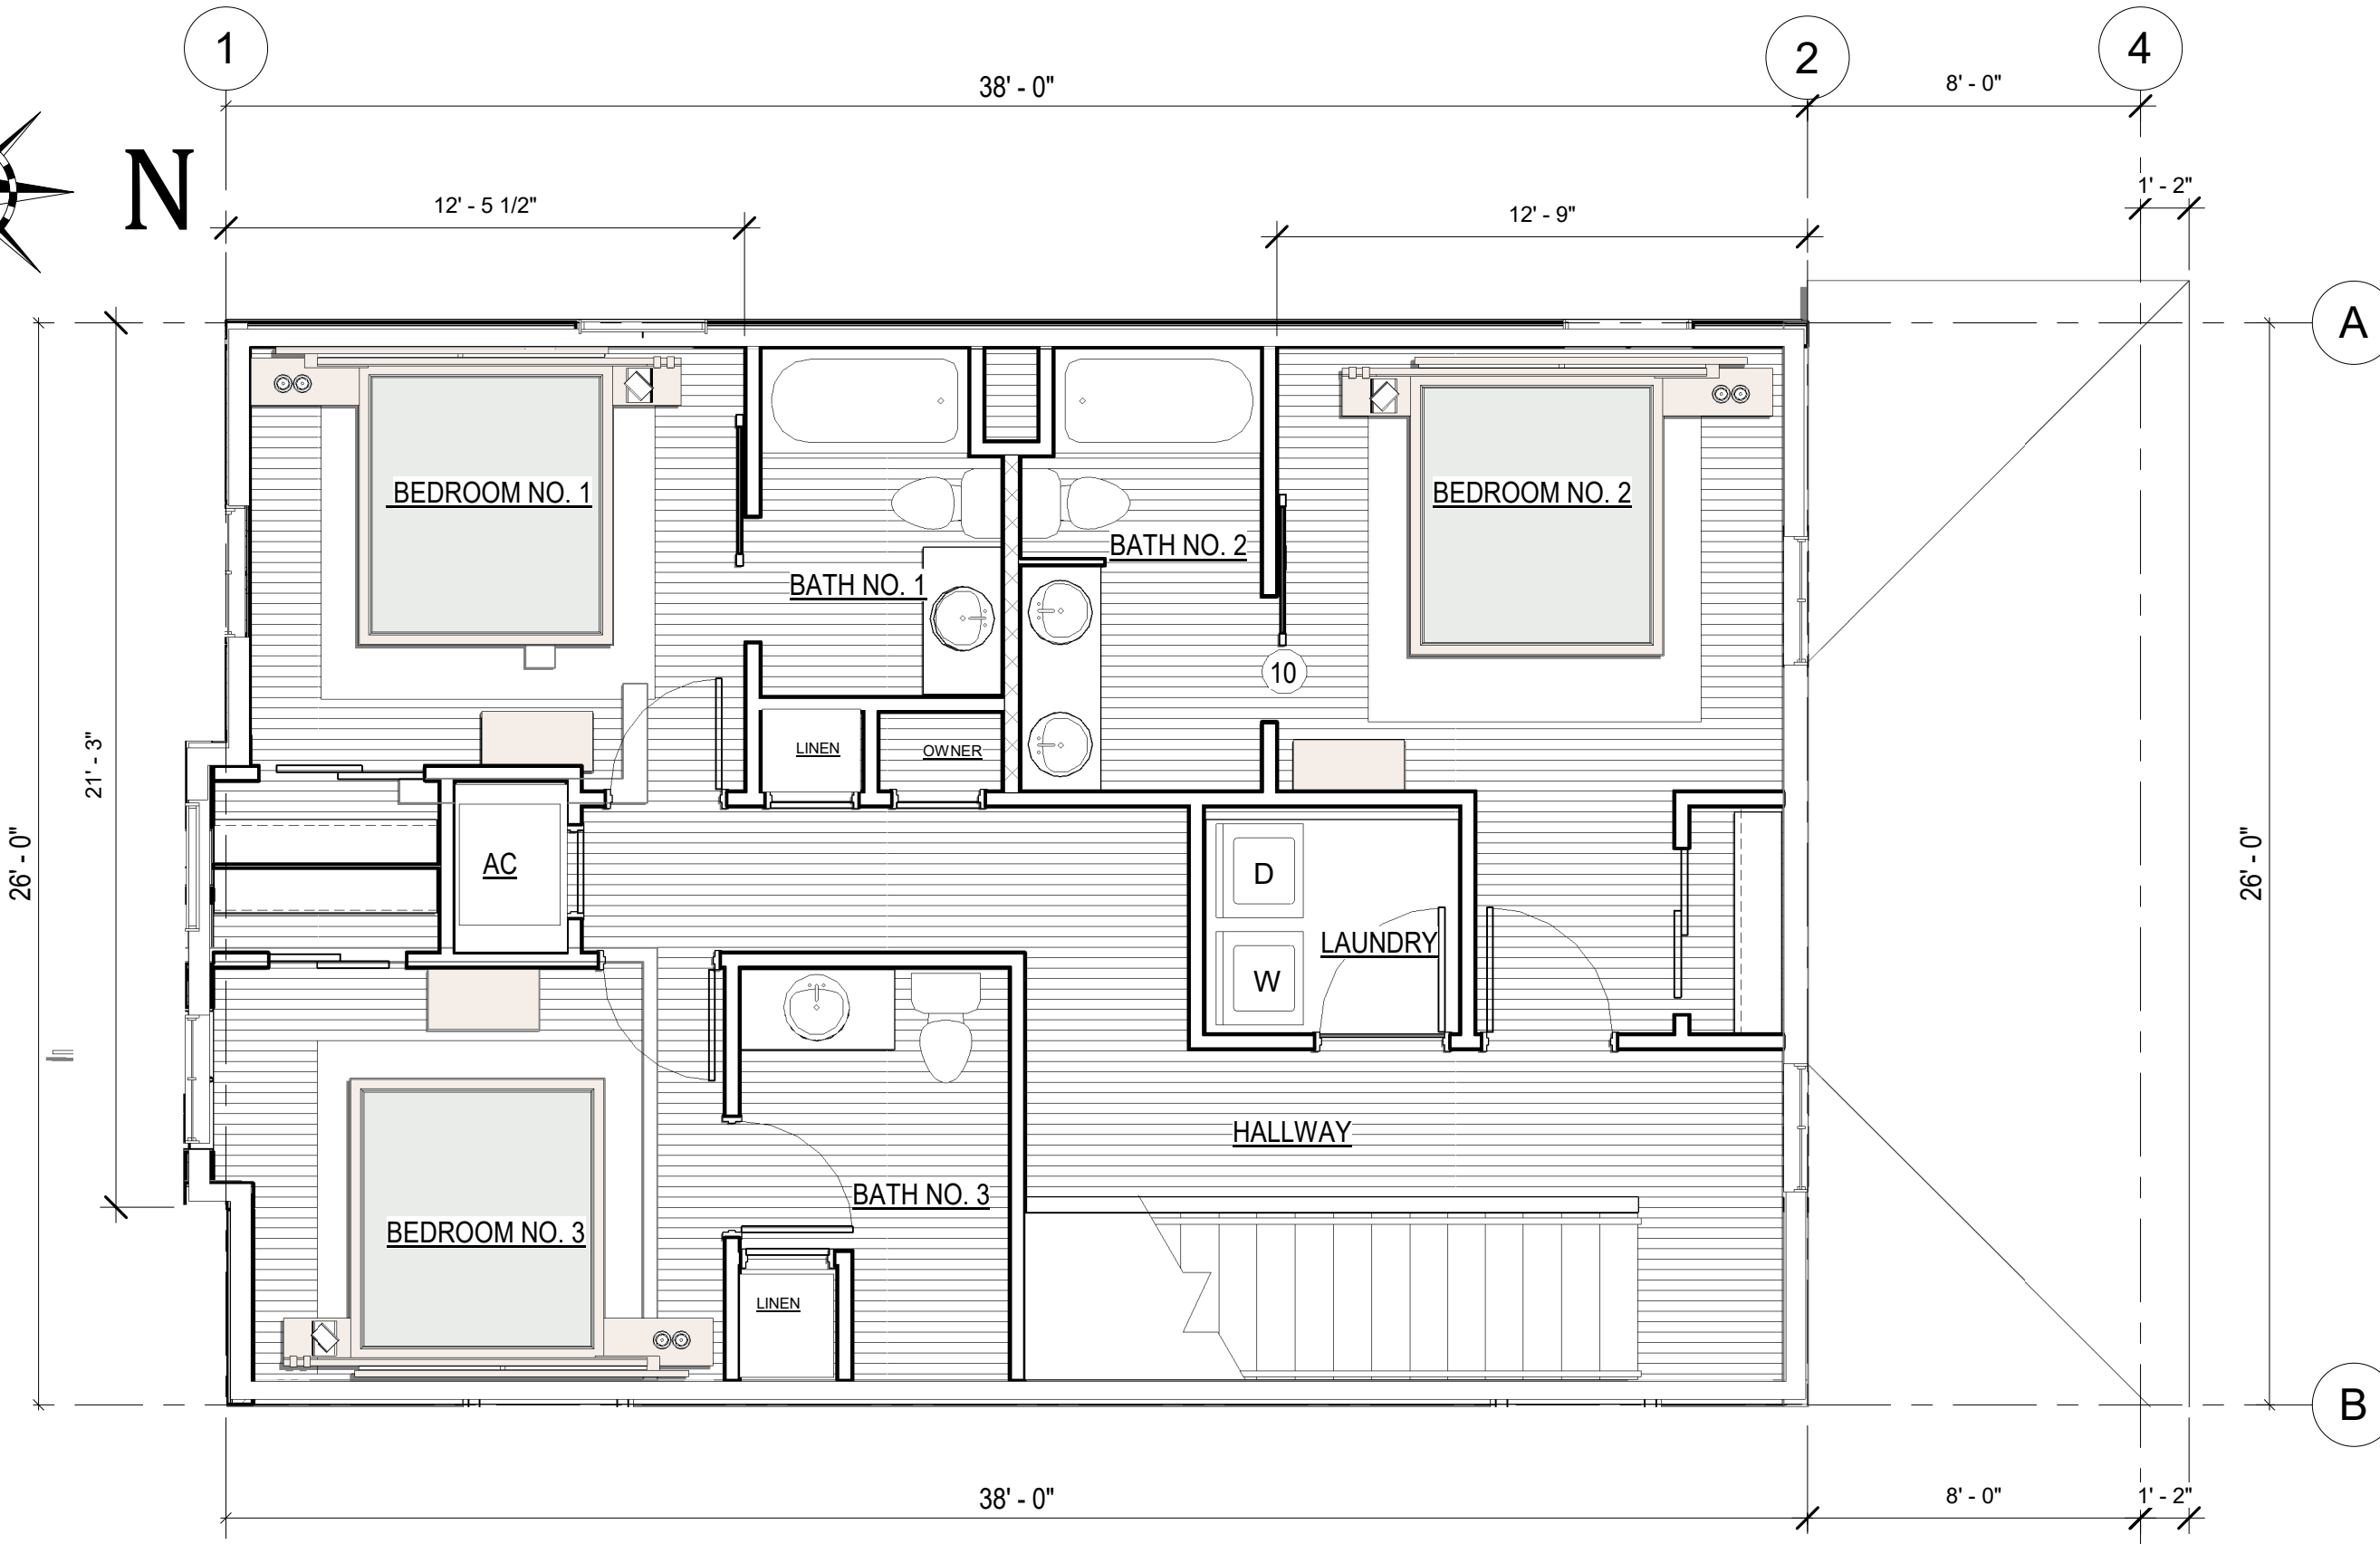 1
2
4
38' - 0"
8' - 0"
N
1' - 2"
12' - 5 1/2"
12' - 9"
A
BEDROOM NO. 1
BEDROOM NO. 2
BATH NO. 2
BATH NO. 1
10
LINEN
OWNER
21' - 3"
26' - 0"
26' - 0"
AC
D
LAUNDRY
W
HALLWAY
BATH NO. 3
BEDROOM NO. 3
LINEN
B
38' - 0"
8' - 0"
1' - 2"